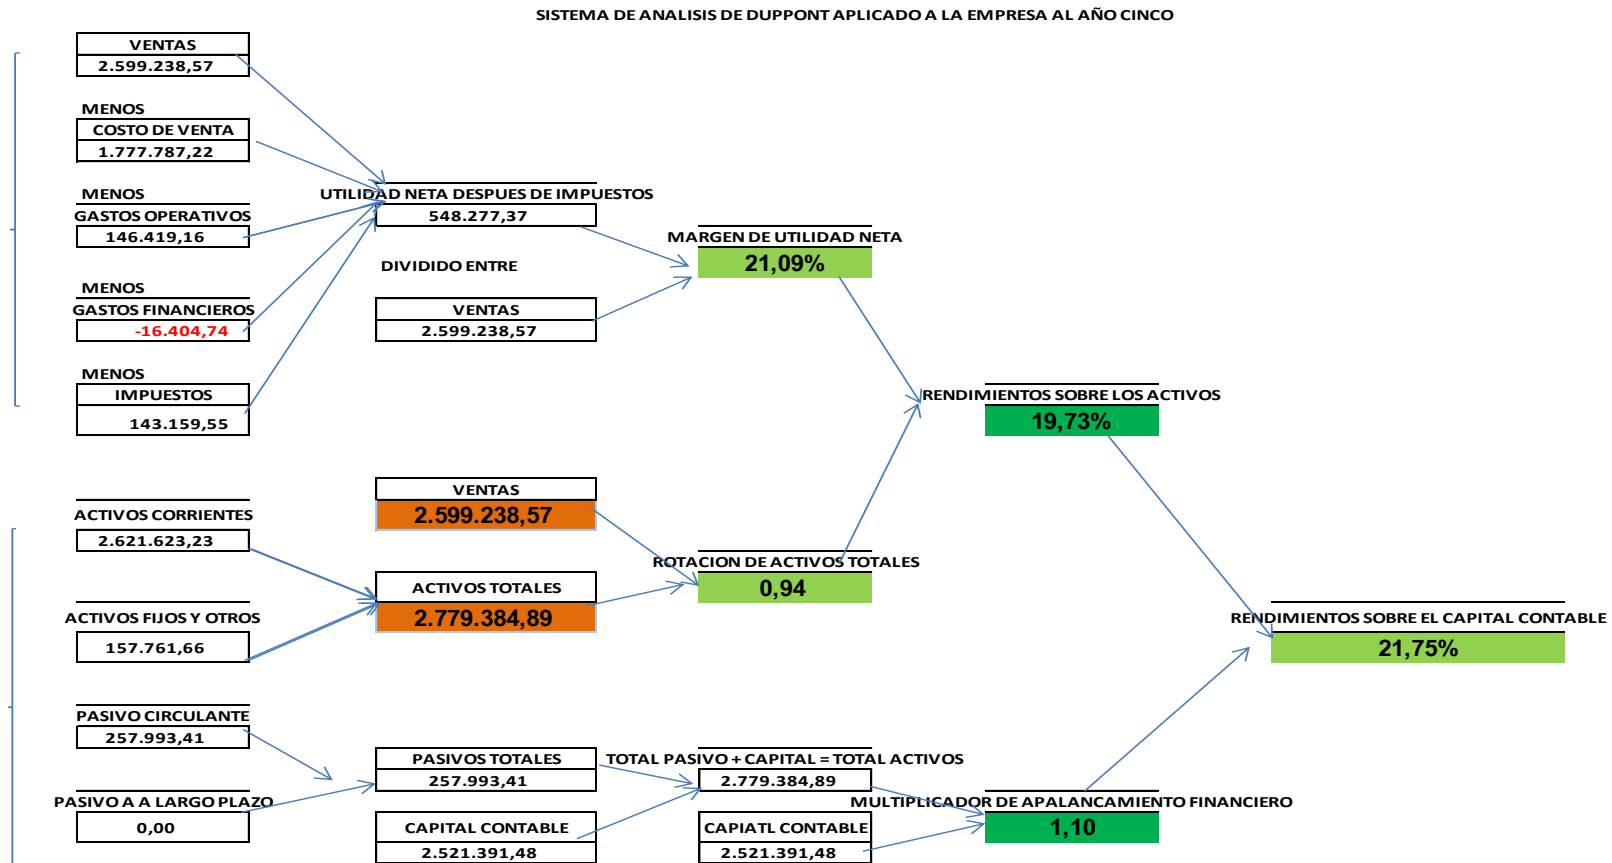 SISTEMA DE ANALISIS DE DUPPONT APLICADO A LA EMPRESA AL AÑO CINCO
VENTAS
2.599.238,57
MENOS
COSTO DE VENTA
1.777.787,22
MENOS
GASTOS OPERATIVOS
146.419,16
MENOS
GASTOS FINANCIEROS
-16.404,74
MENOS
IMPUESTOS
143.159,55
UTILIDAD NETA DESPUES DE IMPUESTOS
548.277,37
DIVIDIDO ENTRE
VENTAS
2.599.238,57
MARGEN DE UTILIDAD NETA
21,09%
RENDIMIENTOS SOBRE LOS ACTIVOS
19,73%
ACTIVOS CORRIENTES
2.621.623,23
ACTIVOS FIJOS Y OTROS
157.761,66
VENTAS
2.599.238,57
ACTIVOS TOTALES
2.779.384,89
ROTACION DE ACTIVOS TOTALES
0,94
RENDIMIENTOS SOBRE EL CAPITAL CONTABLE
21,75%
PASIVO CIRCULANTE
257.993,41
PASIVO A A LARGO PLAZO
0,00
PASIVOS TOTALES
257.993,41
CAPITAL CONTABLE
2.521.391,48
TOTAL PASIVO + CAPITAL = TOTAL ACTIVOS
2.779.384,89
CAPIATL CONTABLE
2.521.391,48
MULTIPLICADOR DE APALANCAMIENTO FINANCIERO
1,10